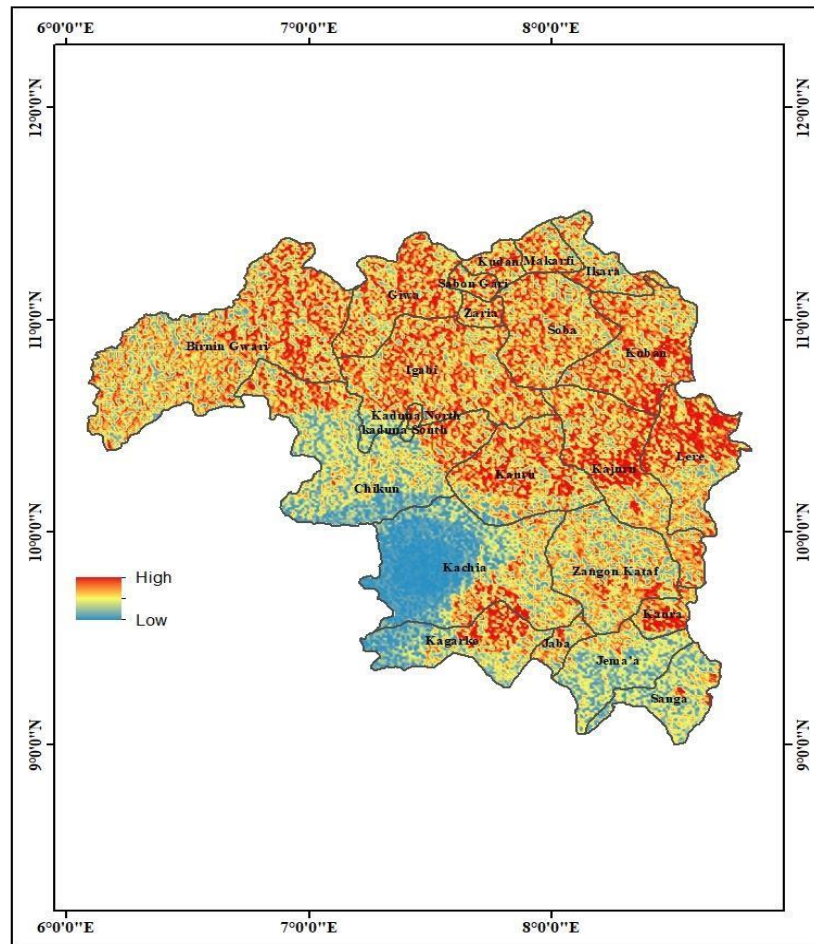 6°0'0"E 7°0'0"E 8°0'0"E
12°0'0"N 12°0'0"N
Kudan Makarfi
Ikara
Sabon Gari
Giwa
Zaria
11°0'0"N 11°0'0"N
Soba
Birnin Gwari
Kuban
Igabi
Kaduna North
kaduna South
Lere
Kauru
Kajuru
Chikun
10°0'0"N 10°0'0"N
Kachia
Zangon Kataf
High
Low
Kaura
Kagarko
Jaba
Jema'a
Sanga
9°0'0"N 9°0'0"N
6°0'0"E 7°0'0"E 8°0'0"E